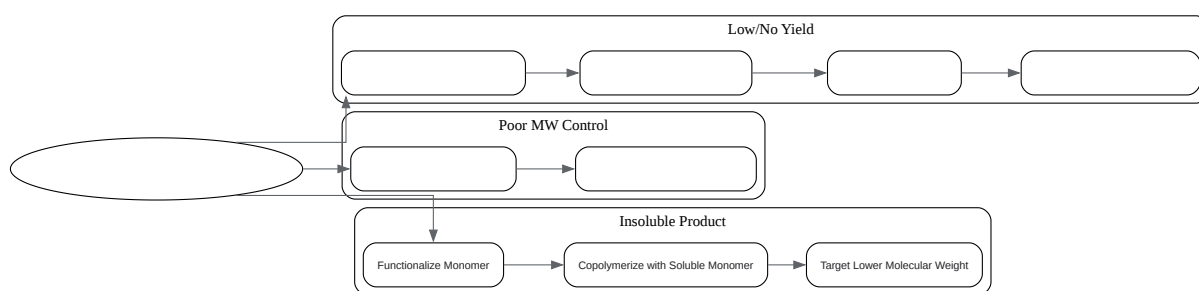 Low/No Yield
Poor MW Control
Insoluble Product
Functionalize Monomer
Copolymerize with Soluble Monomer
Target Lower Molecular Weight